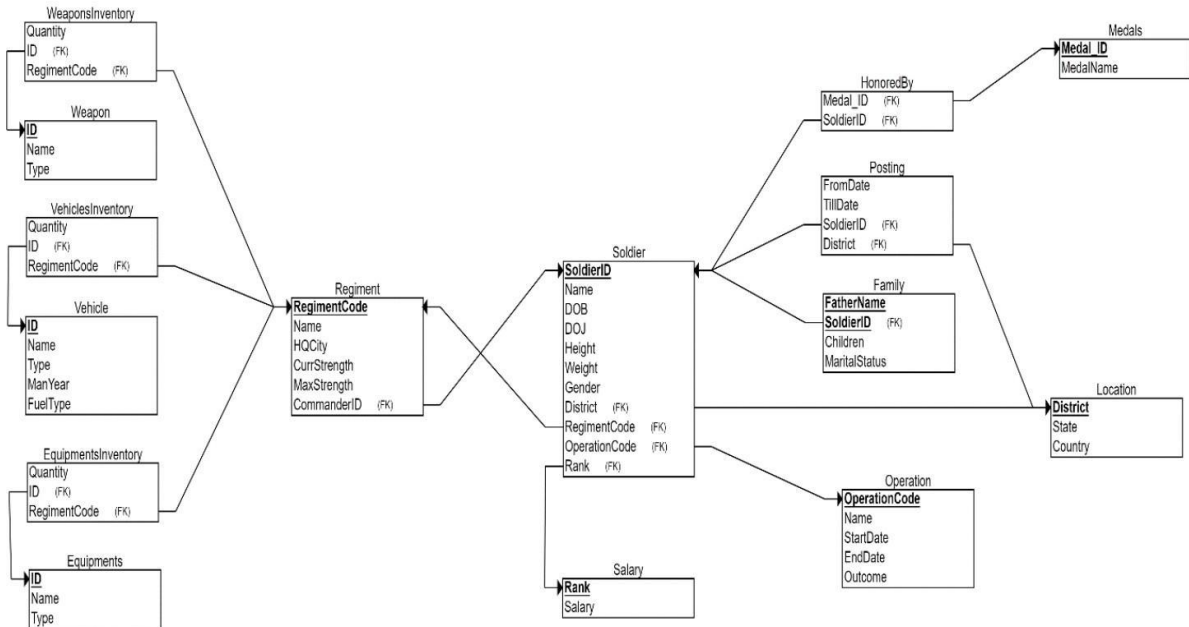 WeaponsInventory
Quantity
ID (FK)
RegimentCode (FK)
Weapon
ID
Name
Type
VehiclesInventory
Quantity
ID (FK)
RegimentCode (FK)
Vehicle
ID
Name
Type
ManYear
FuelType
EquipmentsInventory
Quantity
ID (FK)
RegimentCode (FK)
Equipments
ID
Name
Type
Regiment
RegimentCode
Name
HQCity
CurrStrength
MaxStrength
CommanderID (FK)
Soldier
SoldierID
Name
DOB
DOJ
Height
Weight
Gender
District (FK)
RegimentCode (FK)
OperationCode (FK)
Rank (FK)
Salary
Rank
Salary
HonoredBy
Medal_ID (FK)
SoldierID (FK)
Posting
FromDate
TillDate
SoldierID (FK)
District (FK)
Family
FatherName
SoldierID (FK)
Children
MaritalStatus
Operation
OperationCode
Name
StartDate
EndDate
Outcome
Medals
Medal_ID
MedalName
Location
District
State
Country